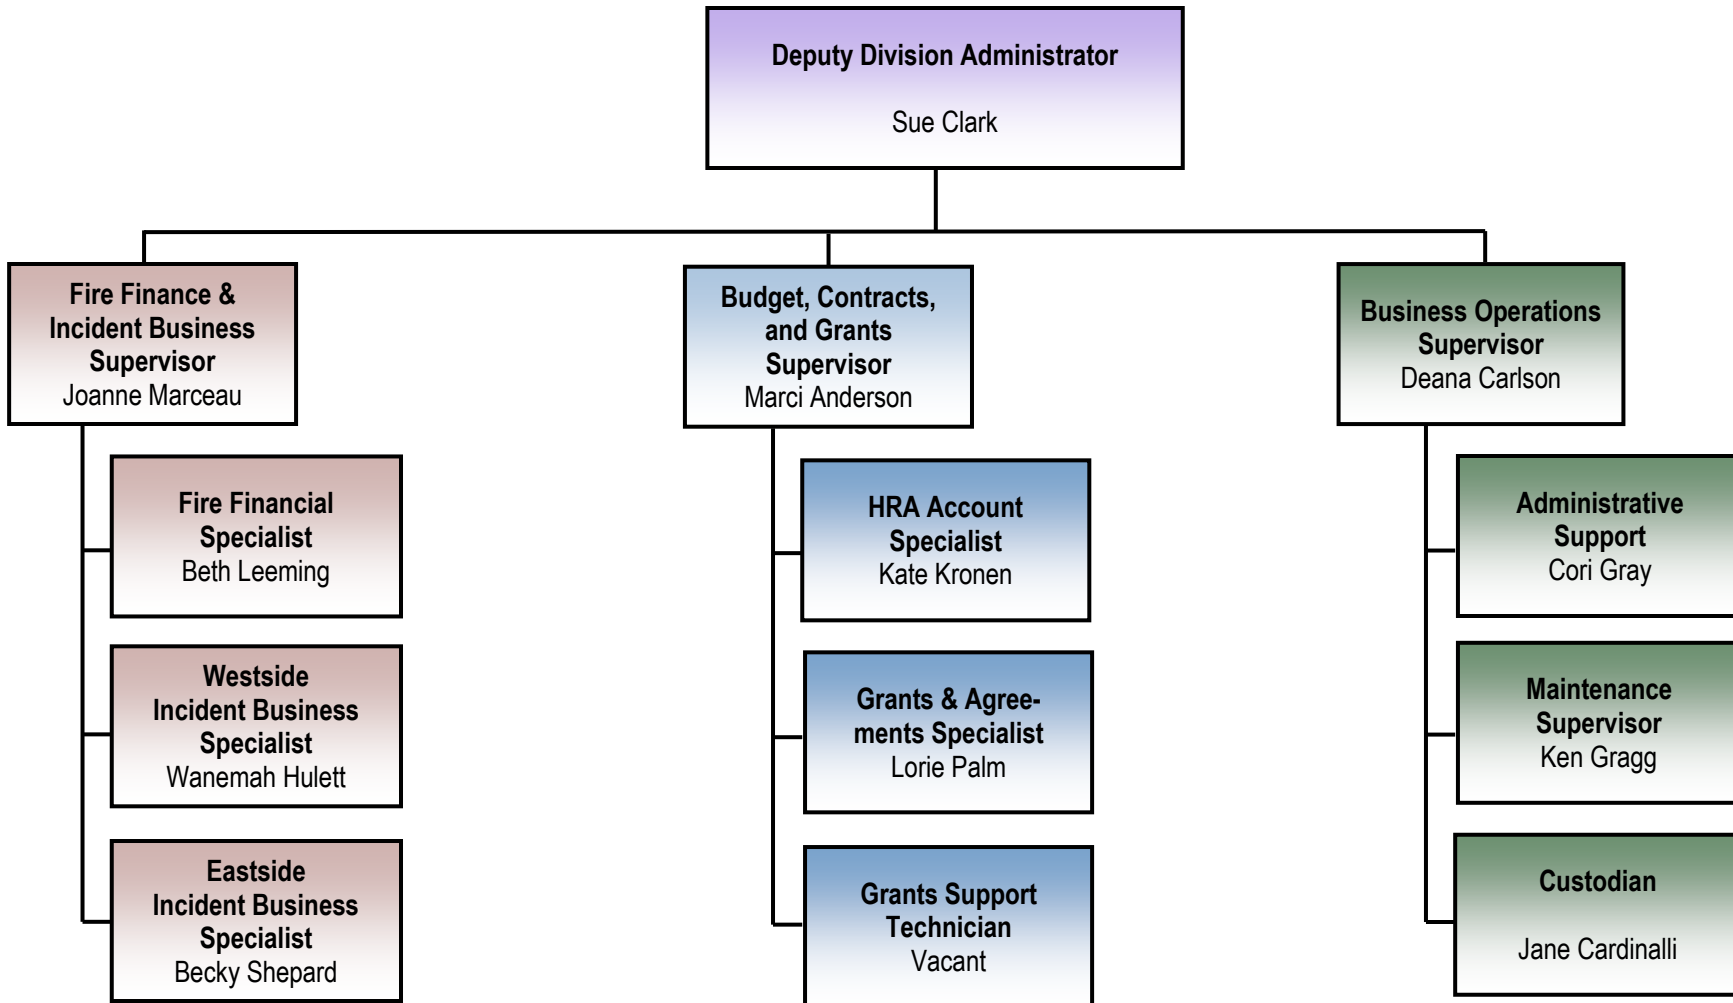 Deputy Division Administrator
Sue Clark
Fire Finance &
Incident Business
Supervisor
Joanne Marceau
Fire Financial
Specialist
Beth Leeming
Westside
Incident Business
Specialist
Wanemah Hulett
Eastside
Incident Business
Specialist
Becky Shepard
Budget, Contracts,
and Grants
Supervisor
Marci Anderson
HRA Account
Specialist
Kate Kronen
Grants & Agree-
ments Specialist
Lorie Palm
Grants Support
Technician
Vacant
Business Operations
Supervisor
Deana Carlson
Administrative
Support
Cori Gray
Maintenance
Supervisor
Ken Gragg
Custodian
Jane Cardinalli